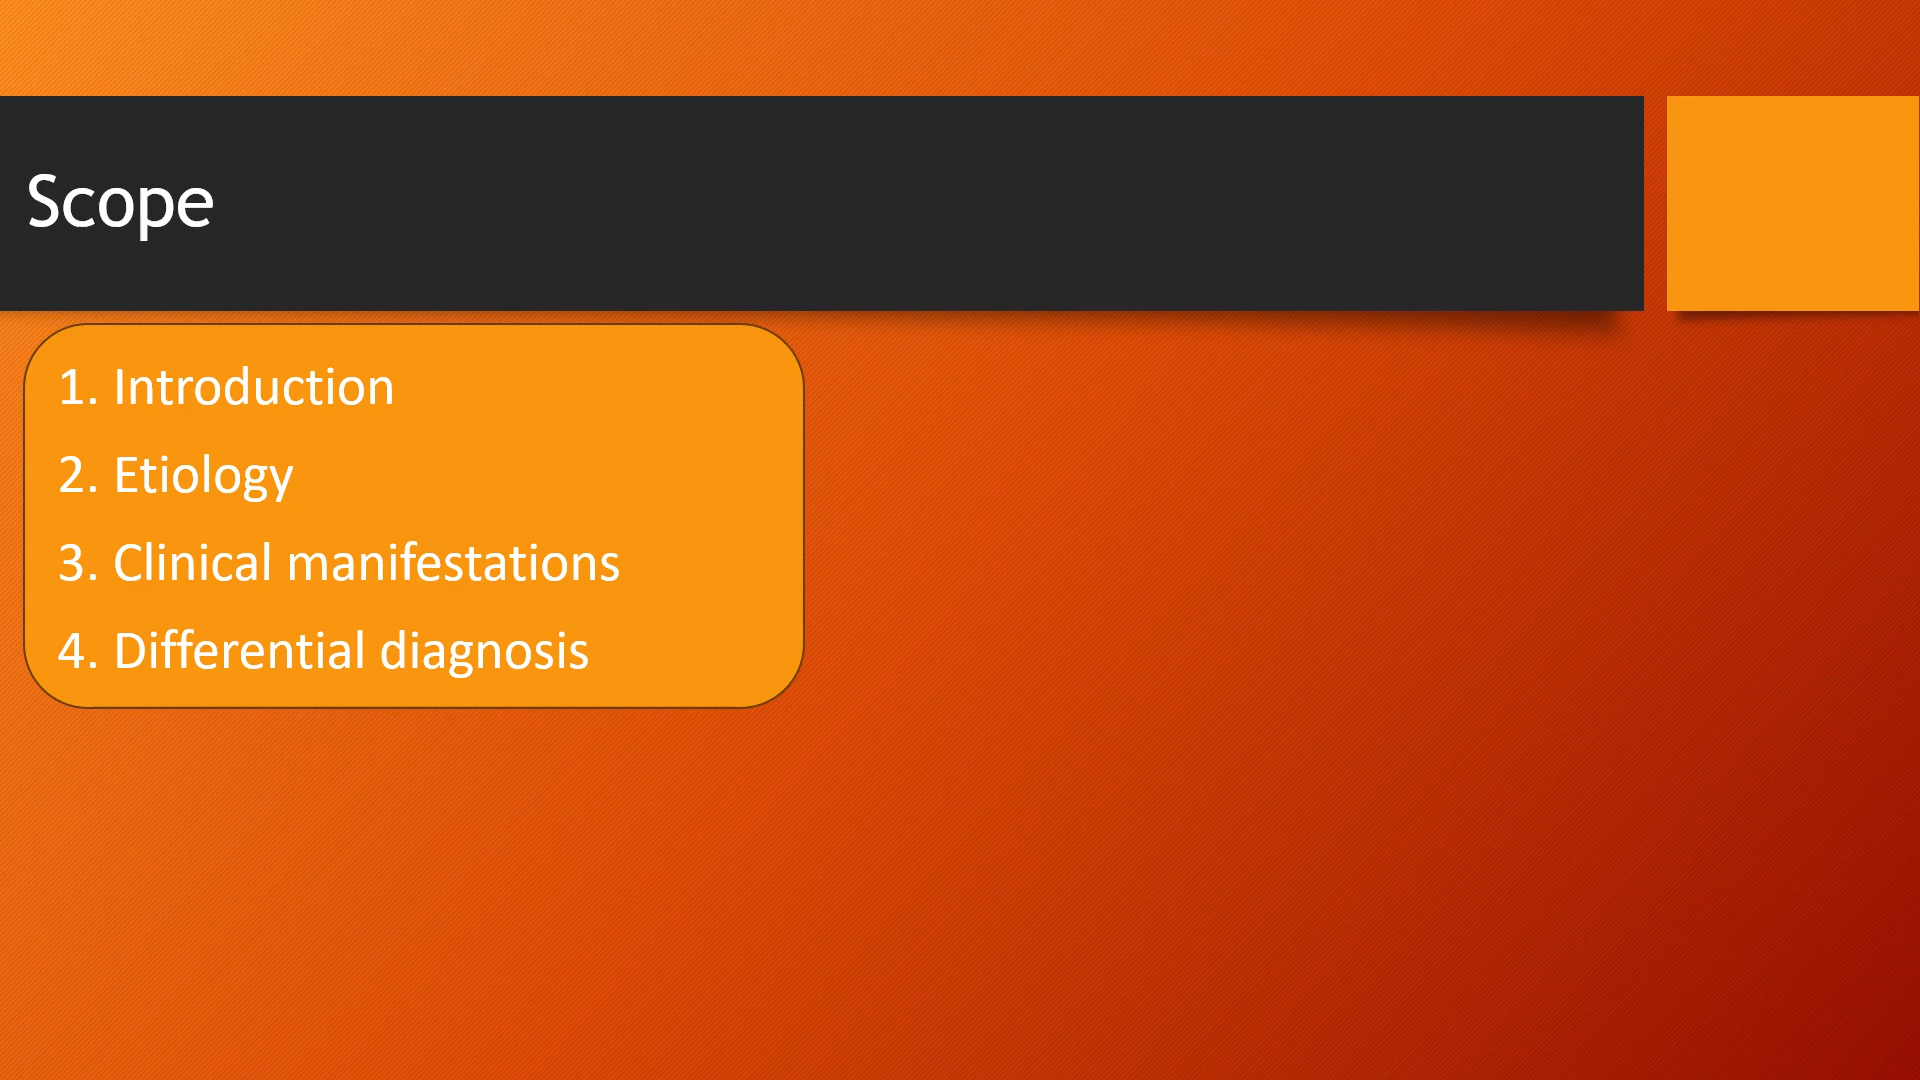 Scope
1. Introduction
2. Etiology
3. Clinical manifestations
4. Differential diagnosis